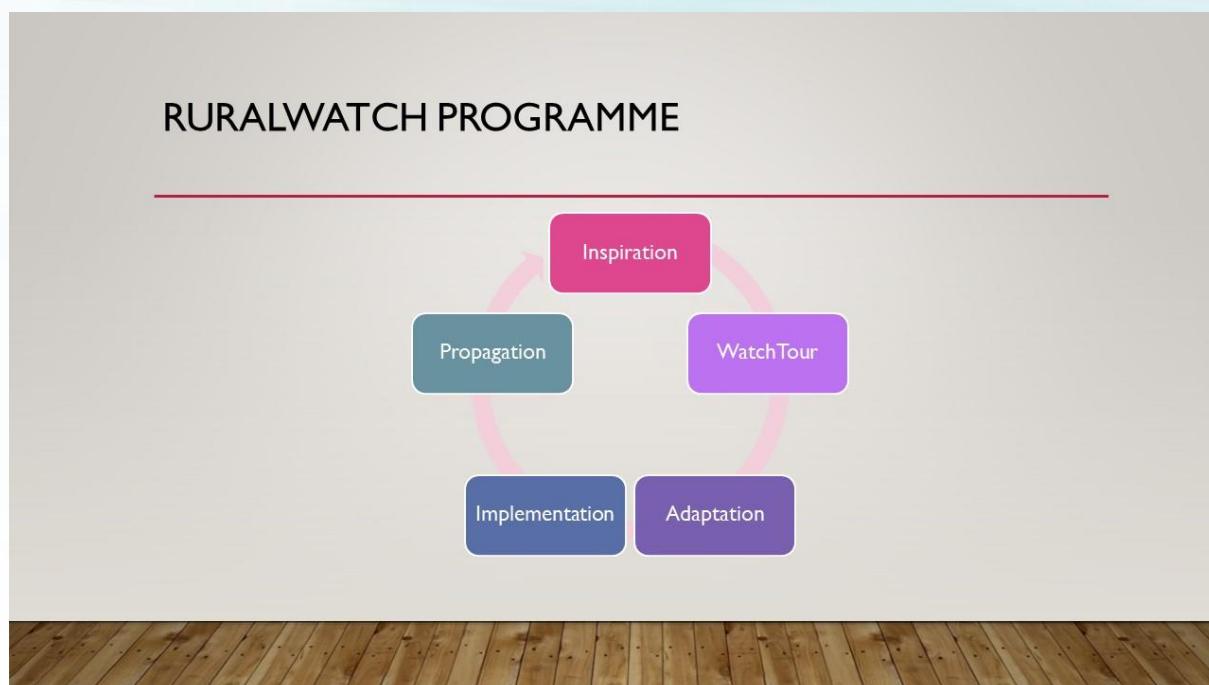 RURALWATCH PROGRAMME
Inspiration
WatchTour
Adaptation
Implementation
Propagation